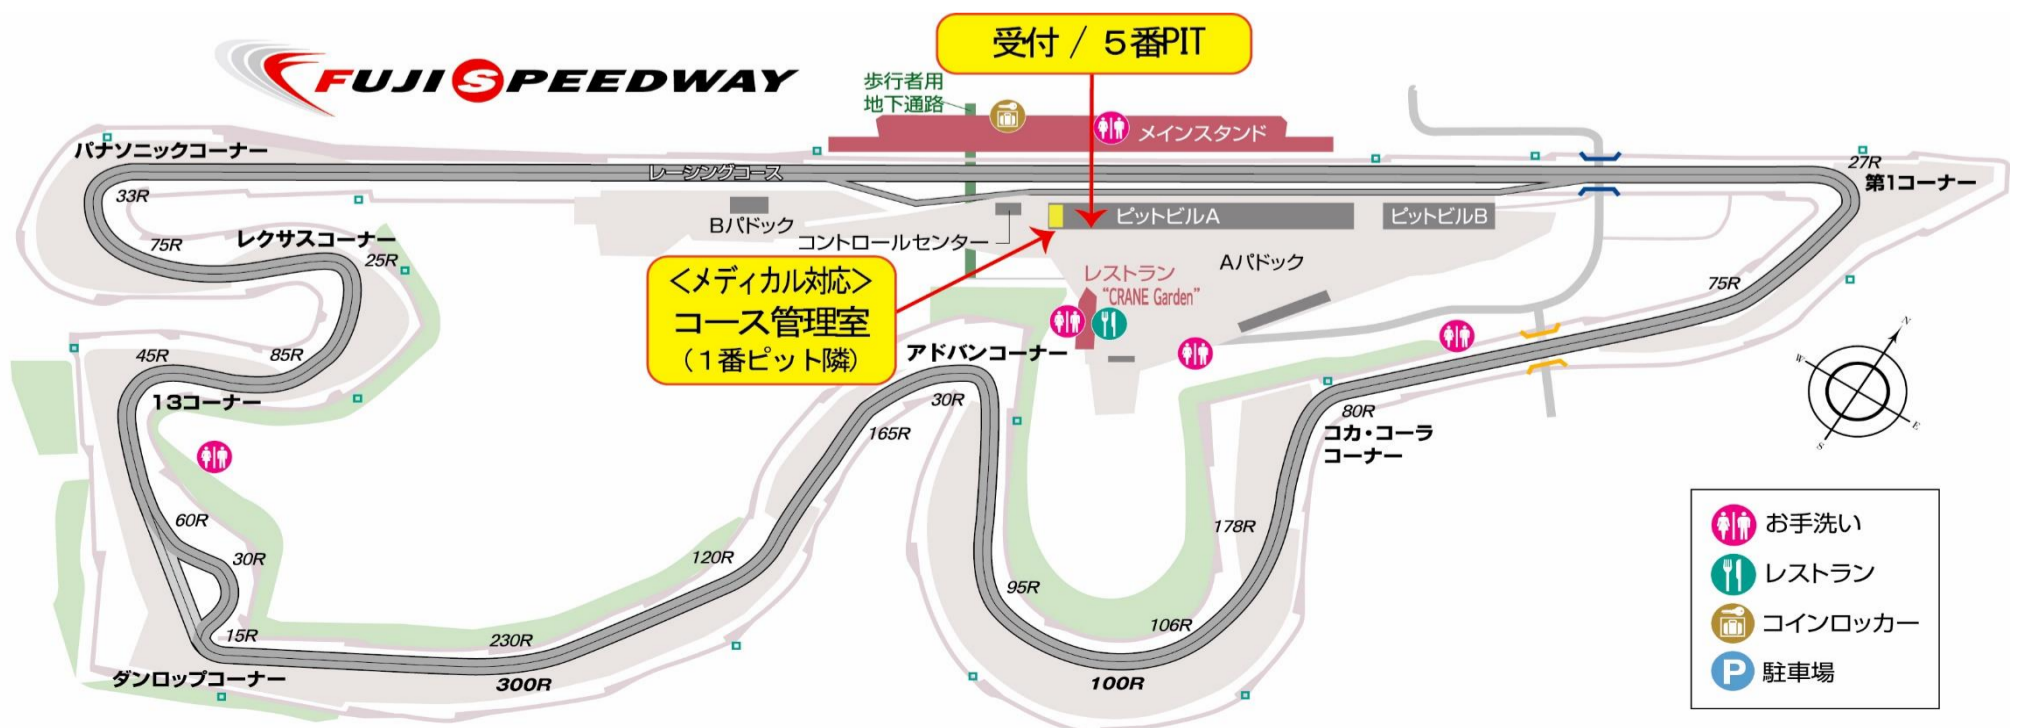 FUJI SPEEDWAY
受付 / 5番PIT
歩行者用
地下通路
メインスタンド
パナソニックコーナー
レーシングコース
27R
第1コーナー
33R
Bパドック
コントロールセンター
ピットビルA
ピットビルB
75R
レクサスコーナー
25R
<メディカル対応>
コース管理室
(1番ピット隣)
レストラン
"CRANE Garden"
Aパドック
75R
45R
85R
13コーナー
アドバンコーナー
30R
165R
80R
コカ・コーラ
コーナー
N
W
E
S
60R
30R
15R
ダンロップコーナー
120R
230R
300R
95R
106R
100R
178R
お手洗い
レストラン
コインロッカー
P 駐車場